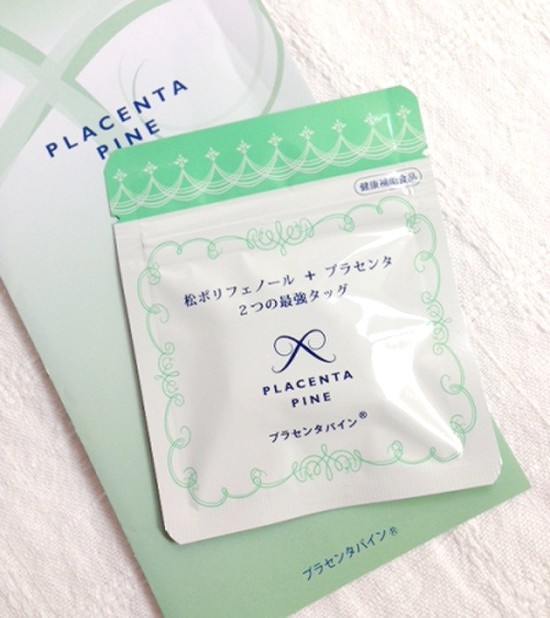 PLACENTA
PINE
健康補助食品
松ポリフェノール + プラセンタ
2つの最強タッグ
PLACENTA
PINE
プラセンタパイン®
プラセンタパイン®